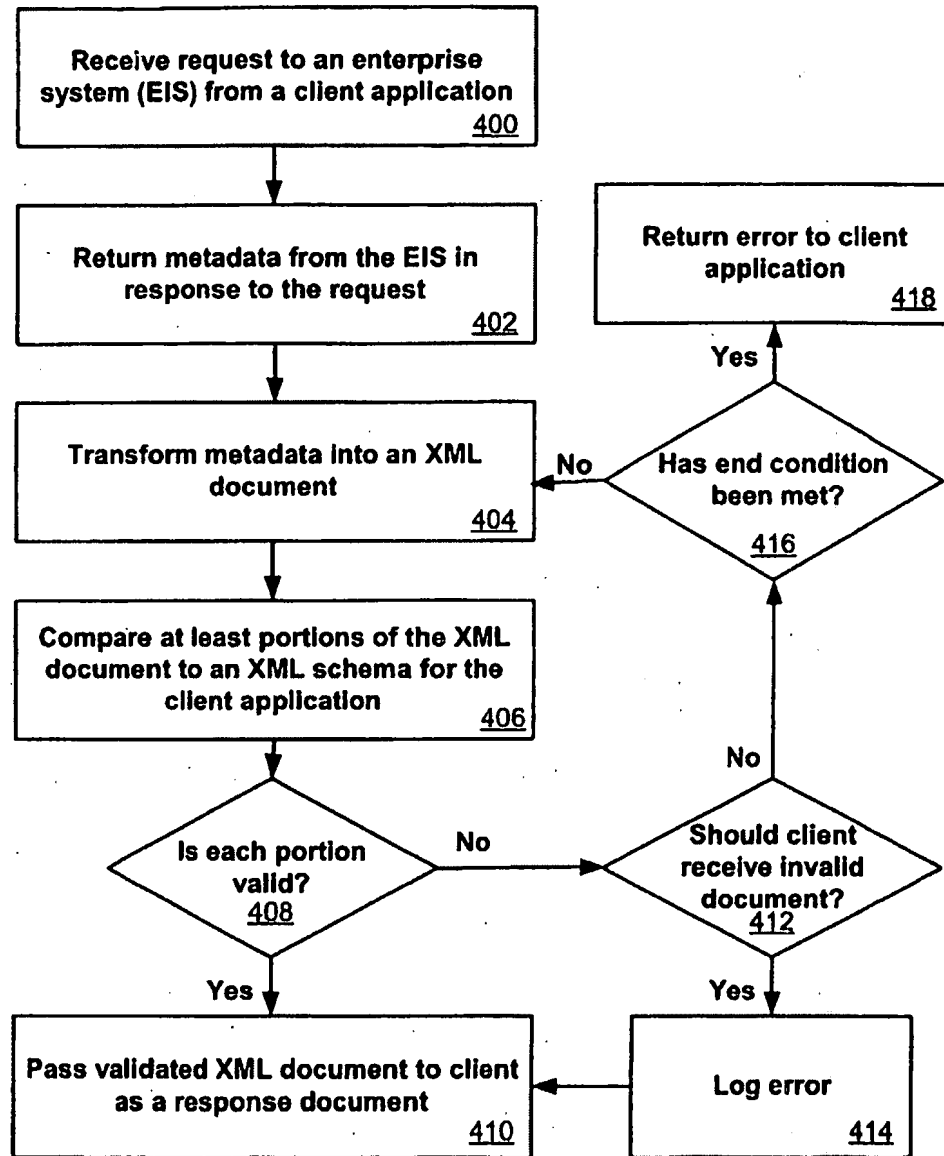 Receive request to an enterprise
system (EIS) from a client application
400
Return metadata from the EIS in
response to the request
402
Transform metadata into an XML
document
404
Compare at least portions of the XML
document to an XML schema for the
client application
406
Is each portion
valid?
408
Yes
No
Pass validated XML document to client
as a response document
410
Should client
receive invalid
document?
412
Yes
No
Log error
414
Has end condition
been met?
416
No
Yes
Return error to client
application
418